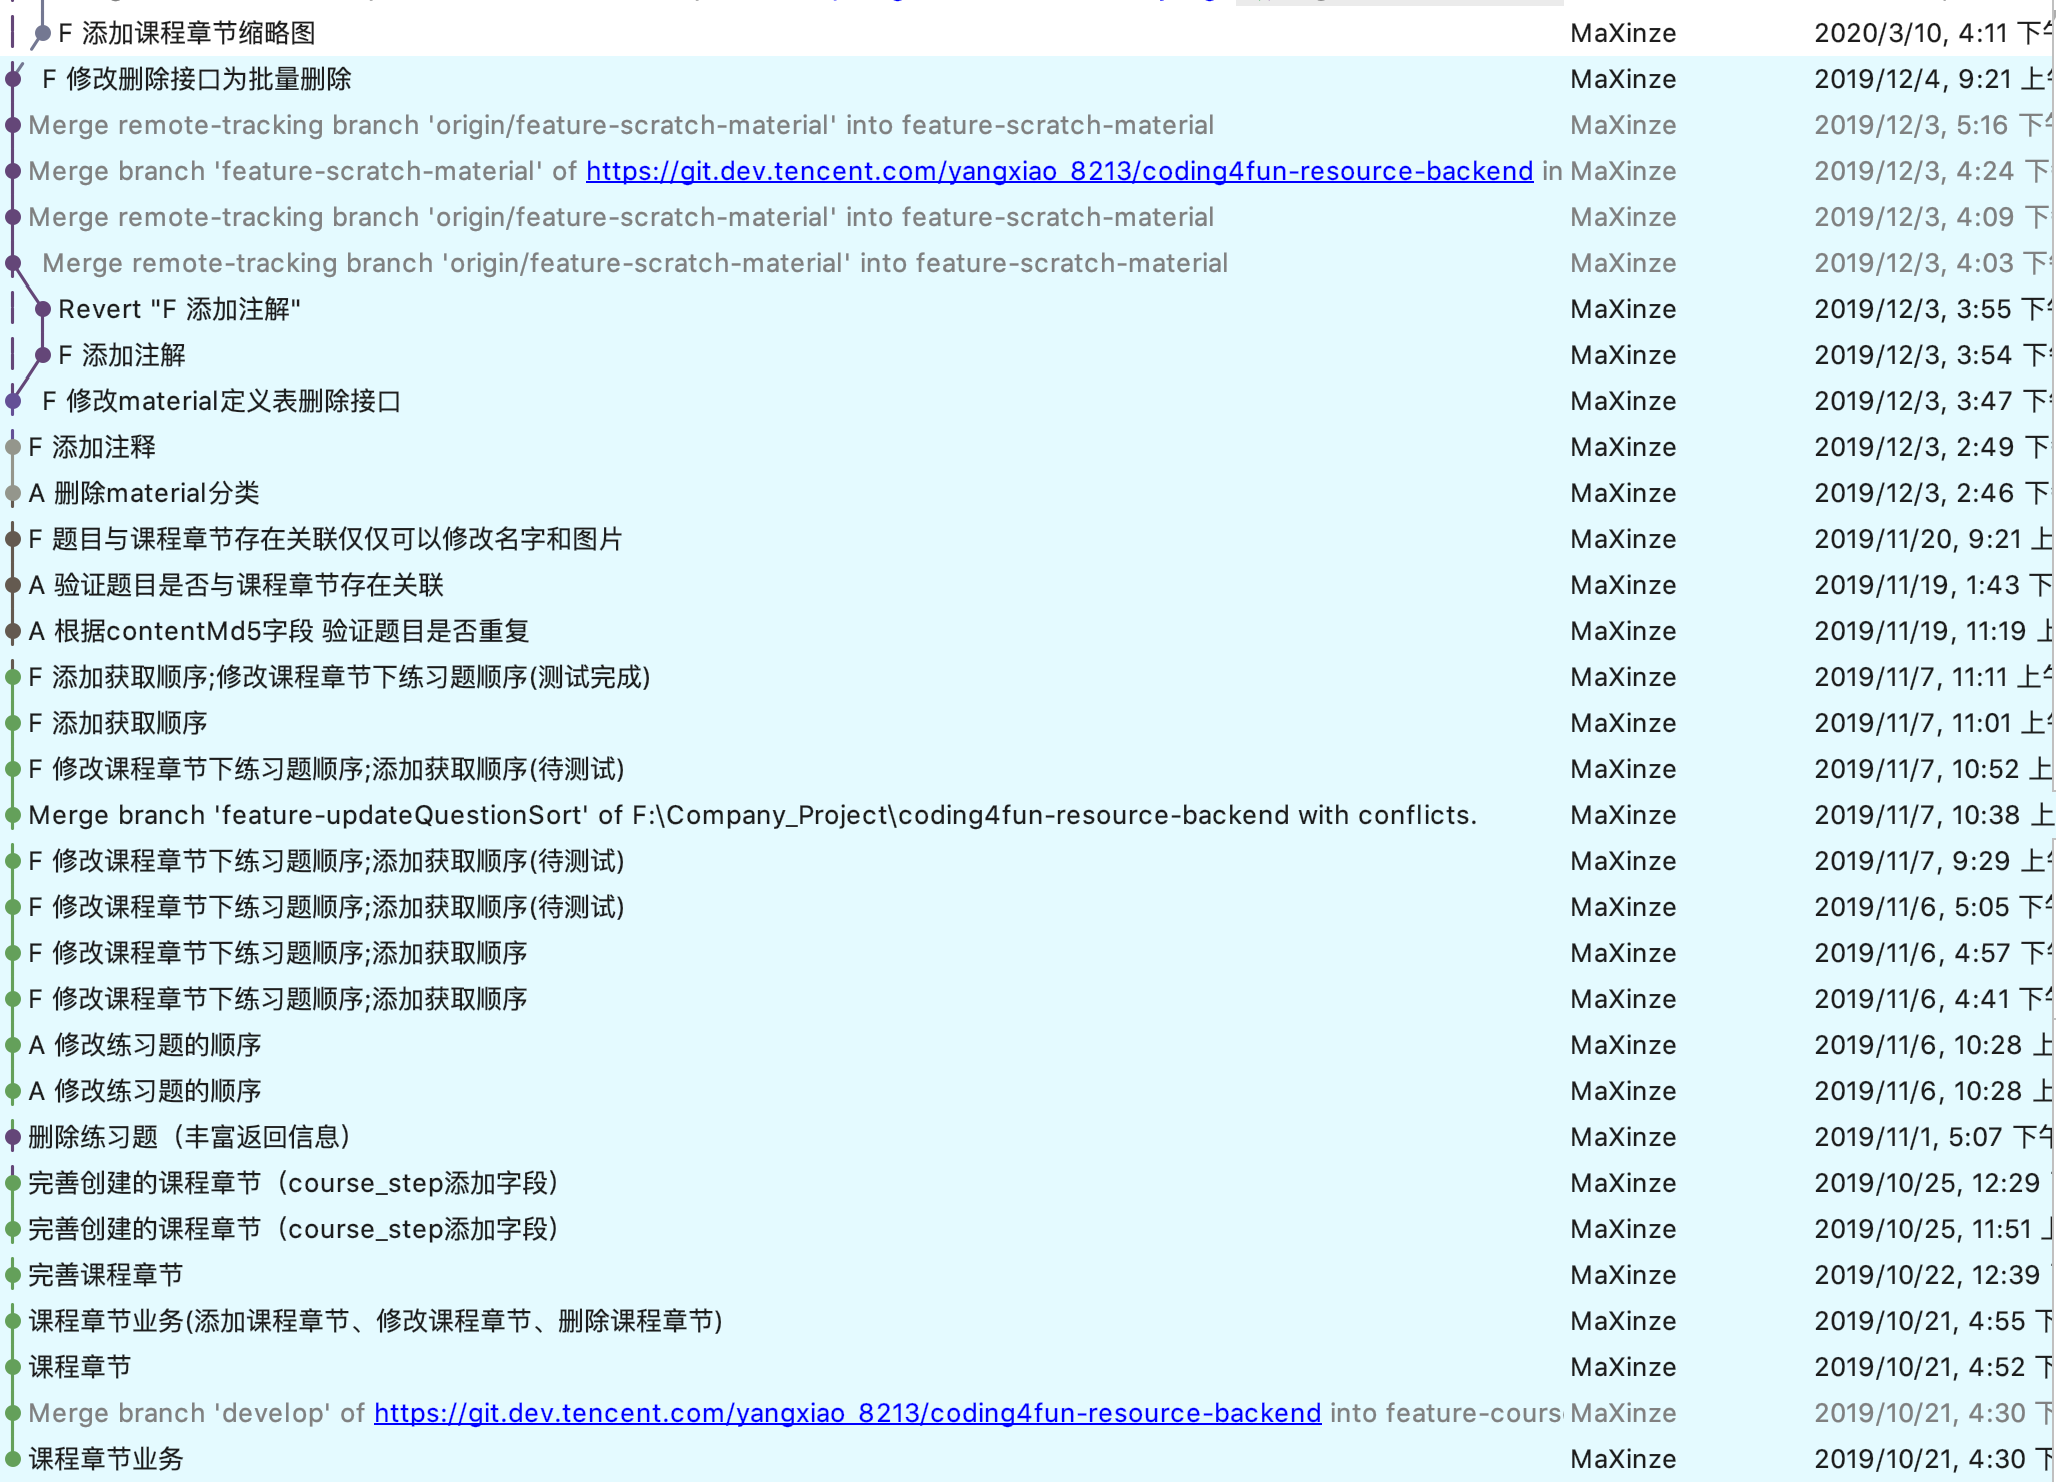 F 添加课程章节缩略图 MaXinze 2020/3/10, 4:11 下
F 修改删除接口为批量删除 MaXinze 2019/12/4, 9:21 上
Merge remote-tracking branch 'origin/feature-scratch-material' into feature-scratch-material MaXinze 2019/12/3, 5:16 下
Merge branch 'feature-scratch-material' of https://git.dev.tencent.com/yangxiao_8213/coding4fun-resource-backend in MaXinze 2019/12/3, 4:24 下
Merge remote-tracking branch 'origin/feature-scratch-material' into feature-scratch-material MaXinze 2019/12/3, 4:09 下
Merge remote-tracking branch 'origin/feature-scratch-material' into feature-scratch-material MaXinze 2019/12/3, 4:03 下
Revert "F 添加注解" MaXinze 2019/12/3, 3:55 下
F 添加注解 MaXinze 2019/12/3, 3:54 下
F 修改material定义表删除接口 MaXinze 2019/12/3, 3:47 下
F 添加注释 MaXinze 2019/12/3, 2:49 下
A 删除material分类 MaXinze 2019/12/3, 2:46 下
F 题目与课程章节存在关联仅仅可以修改名字和图片 MaXinze 2019/11/20, 9:21 上
A 验证题目是否与课程章节存在关联 MaXinze 2019/11/19, 1:43 下
A 根据contentMd5字段 验证题目是否重复 MaXinze 2019/11/19, 11:19 上
F 添加获取顺序;修改课程章节下练习题顺序(测试完成) MaXinze 2019/11/7, 11:11 上
F 添加获取顺序 MaXinze 2019/11/7, 11:01 上
F 修改课程章节下练习题顺序;添加获取顺序(待测试) MaXinze 2019/11/7, 10:52 上
Merge branch 'feature-updateQuestionSort' of F:\Company_Project\coding4fun-resource-backend with conflicts. MaXinze 2019/11/7, 10:38 上
F 修改课程章节下练习题顺序;添加获取顺序(待测试) MaXinze 2019/11/7, 9:29 上
F 修改课程章节下练习题顺序;添加获取顺序(待测试) MaXinze 2019/11/6, 5:05 下
F 修改课程章节下练习题顺序;添加获取顺序 MaXinze 2019/11/6, 4:57 下
F 修改课程章节下练习题顺序;添加获取顺序 MaXinze 2019/11/6, 4:41 下
A 修改练习题的顺序 MaXinze 2019/11/6, 10:28 上
A 修改练习题的顺序 MaXinze 2019/11/6, 10:28 上
删除练习题（丰富返回信息） MaXinze 2019/11/1, 5:07 下
完善创建的课程章节（course_step添加字段） MaXinze 2019/10/25, 12:29
完善创建的课程章节（course_step添加字段） MaXinze 2019/10/25, 11:51
完善课程章节 MaXinze 2019/10/22, 12:39
课程章节业务(添加课程章节、修改课程章节、删除课程章节) MaXinze 2019/10/21, 4:55 下
课程章节 MaXinze 2019/10/21, 4:52 下
Merge branch 'develop' of https://git.dev.tencent.com/yangxiao_8213/coding4fun-resource-backend into feature-cours MaXinze 2019/10/21, 4:30 下
课程章节业务 MaXinze 2019/10/21, 4:30 下